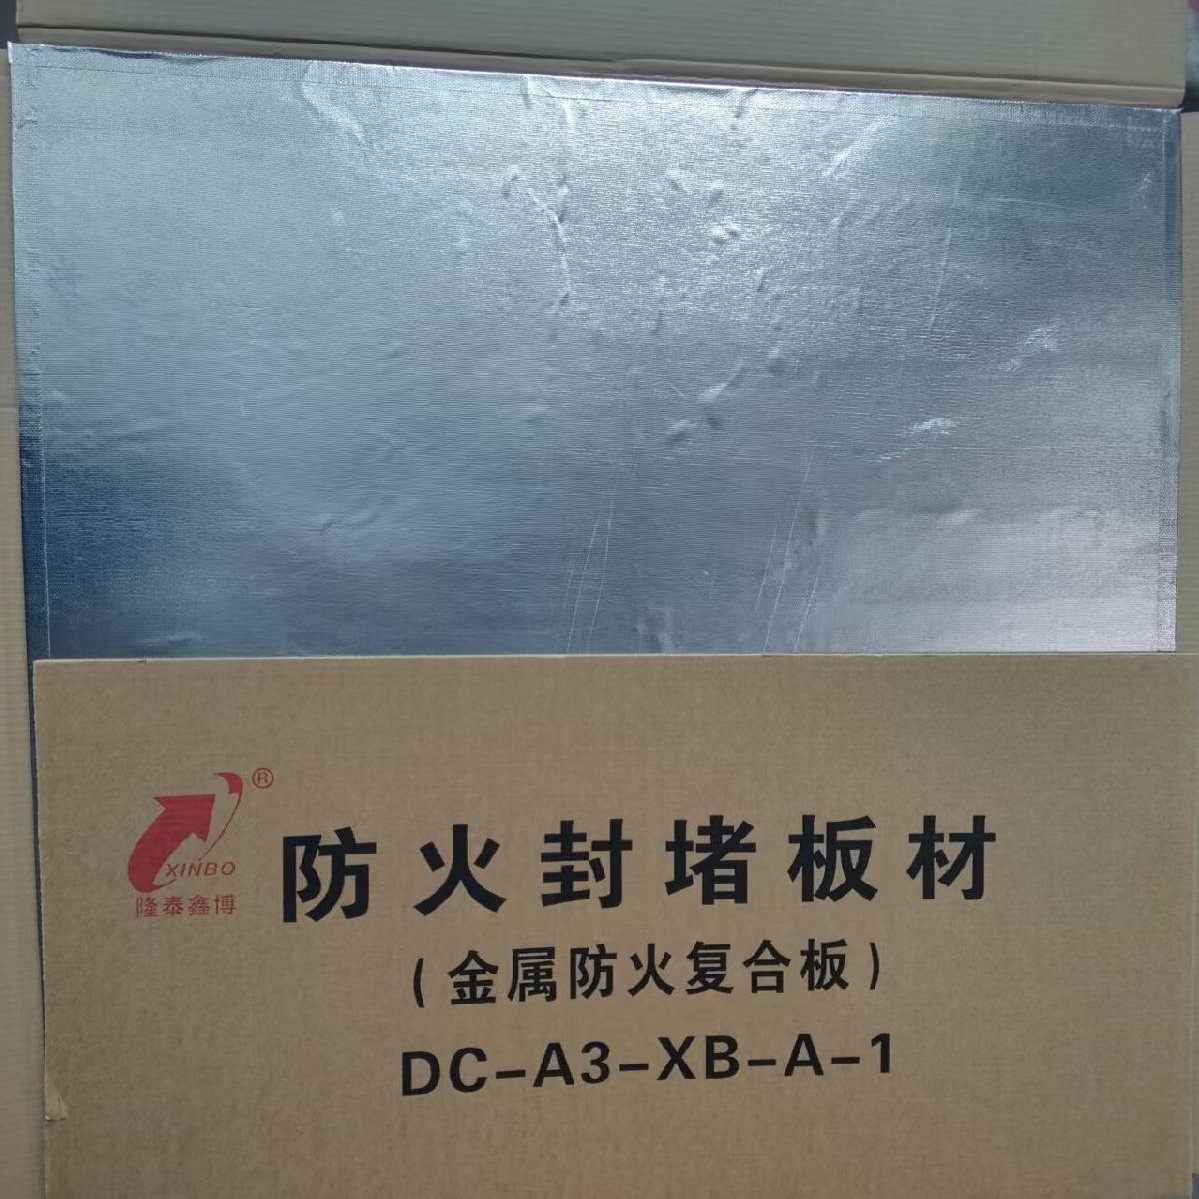 ®
XINBO
隆泰鑫博
防火封堵板材
(金属防火复合板)
DC-A3-XB-A-1